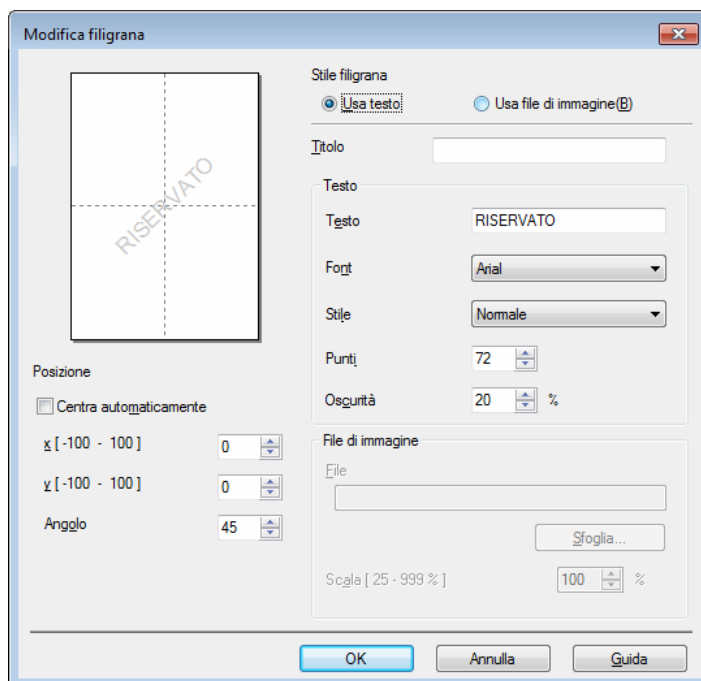 Modifica filigrana
Stile filigrana
Usa testo Usa file di immagine(B)
Titolo
Testo
Testo RISERVATO
Font Arial
Stile Normale
Punti 72
Oscurità 20 %
RISERVATO
Posizione
Centra automaticamente
x [ -100 - 100 ] 0
y [ -100 - 100 ] 0
Angolo 45
File di immagine
File
Sfoglia...
Scala [ 25 - 999 % ] 100 %
OK Annulla Guida